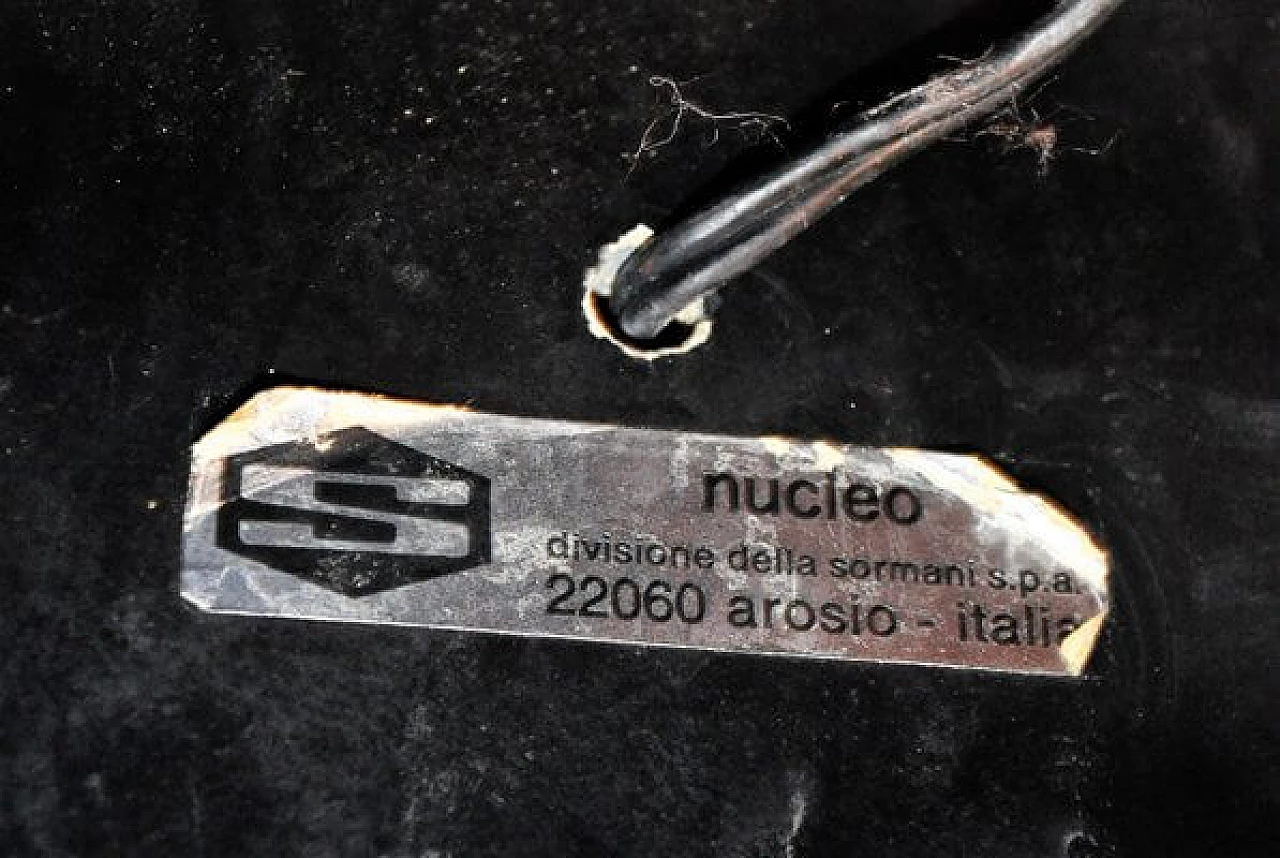 S
nucleo
divisione della sormani s.p.a.
22060 arosio - italia